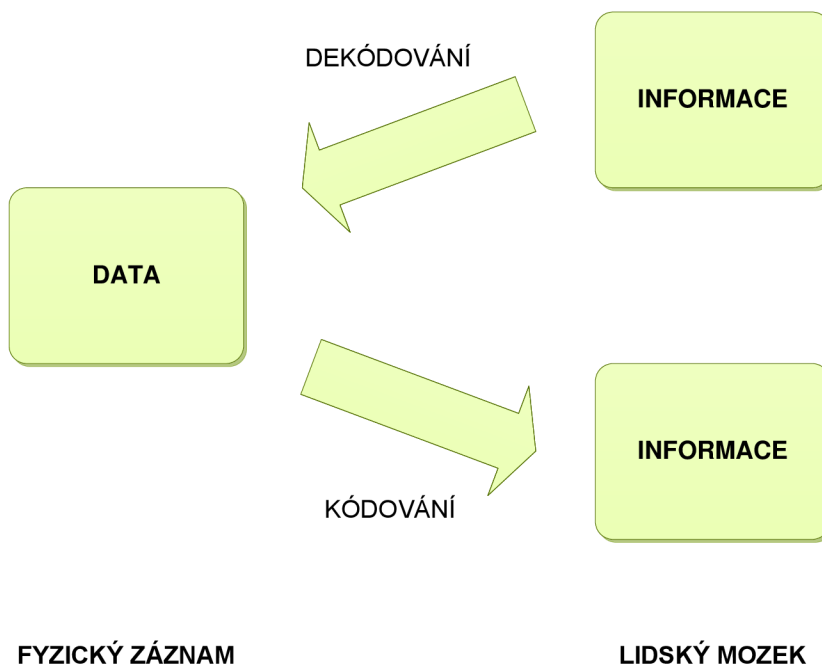 DEKÓDOVÁNÍ
INFORMACE
DATA
INFORMACE
KÓDOVÁNÍ
FYZICKÝ ZÁZNAM
LIDSKÝ MOZEK